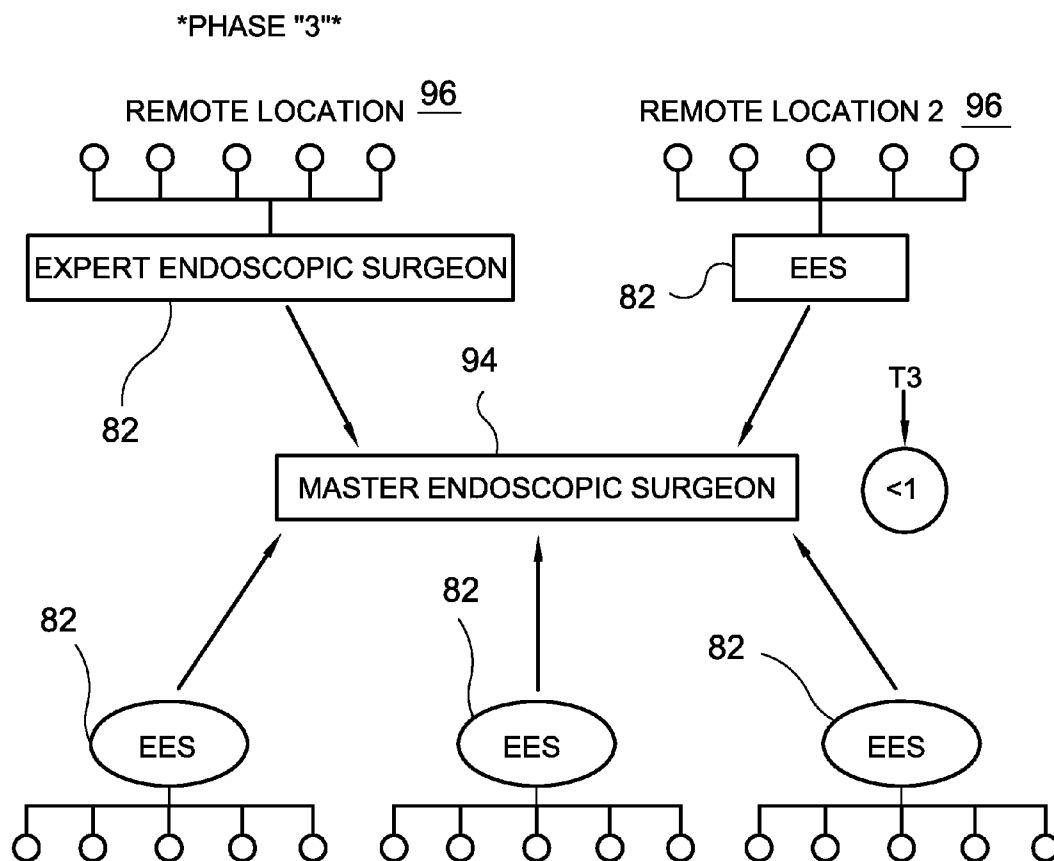 *PHASE "3"*
REMOTE LOCATION 96
REMOTE LOCATION 2 96
EXPERT ENDOSCOPIC SURGEON
82
EES
82
94
T3
MASTER ENDOSCOPIC SURGEON
<1
82
82
82
EES
EES
EES